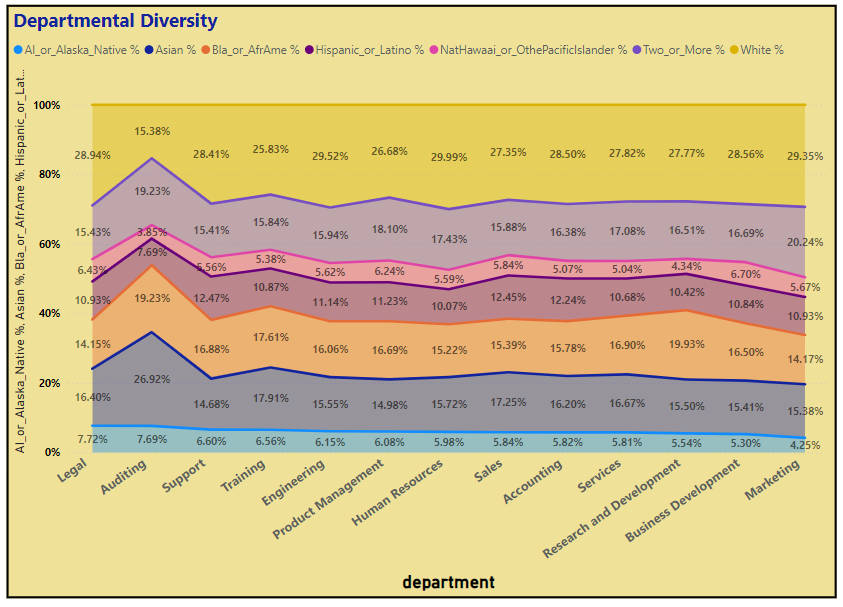 Departmental Diversity
AI_or_Alaska_Native % Asian % Bla_or_AfrAme % Hispanic_or_Latino % NatHawaai_or_OthePacificIslander % Two_or_More % White %
AI_or_Alaska_Native %, Asian %, Bla_or_AfrAme %, Hispanic_or_Lat...
100%
80%
60%
40%
20%
0%
28.94% 15.38% 28.41% 25.83% 29.52% 26.68% 29.99% 27.35% 28.50% 27.82% 27.77% 28.56% 29.35%
15.43% 19.23% 15.41% 15.84% 15.94% 18.10% 17.43% 15.88% 16.38% 17.08% 16.51% 16.69% 20.24%
6.43% 3.85% 5.56% 5.38% 5.62% 6.24% 5.59% 5.84% 5.07% 5.04% 4.34% 6.70% 5.67%
10.93% 7.69% 12.47% 10.87% 11.14% 11.23% 10.07% 12.45% 12.24% 10.68% 10.42% 10.84% 10.93%
14.15% 19.23% 16.88% 17.61% 16.06% 16.69% 15.22% 15.39% 15.78% 16.90% 19.93% 16.50% 14.17%
16.40% 26.92% 14.68% 17.91% 15.55% 14.98% 15.72% 17.25% 16.20% 16.67% 15.50% 15.41% 15.38%
7.72% 7.69% 6.60% 6.56% 6.15% 6.08% 5.98% 5.84% 5.82% 5.81% 5.54% 5.30% 4.25%
Legal
Auditing
Support
Training
Engineering
Product Management
Human Resources
Sales
Accounting
Services
Research and Development
Business Development
Marketing
department